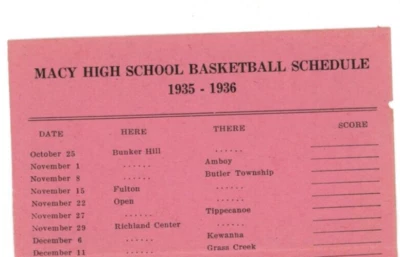 MACY HIGH SCHOOL BASKETBALL SCHEDULE
1935 - 1936
DATE HERE THERE SCORE
October 25 Bunker Hill ......
November 1 ...... Amboy
November 8 ...... Butler Township
November 15 Fulton
November 22 Open ......
November 27 ...... Tippecanoe
November 29 Richland Center ......
December 6 ...... Kewanna
December 11 ...... Grass Creek